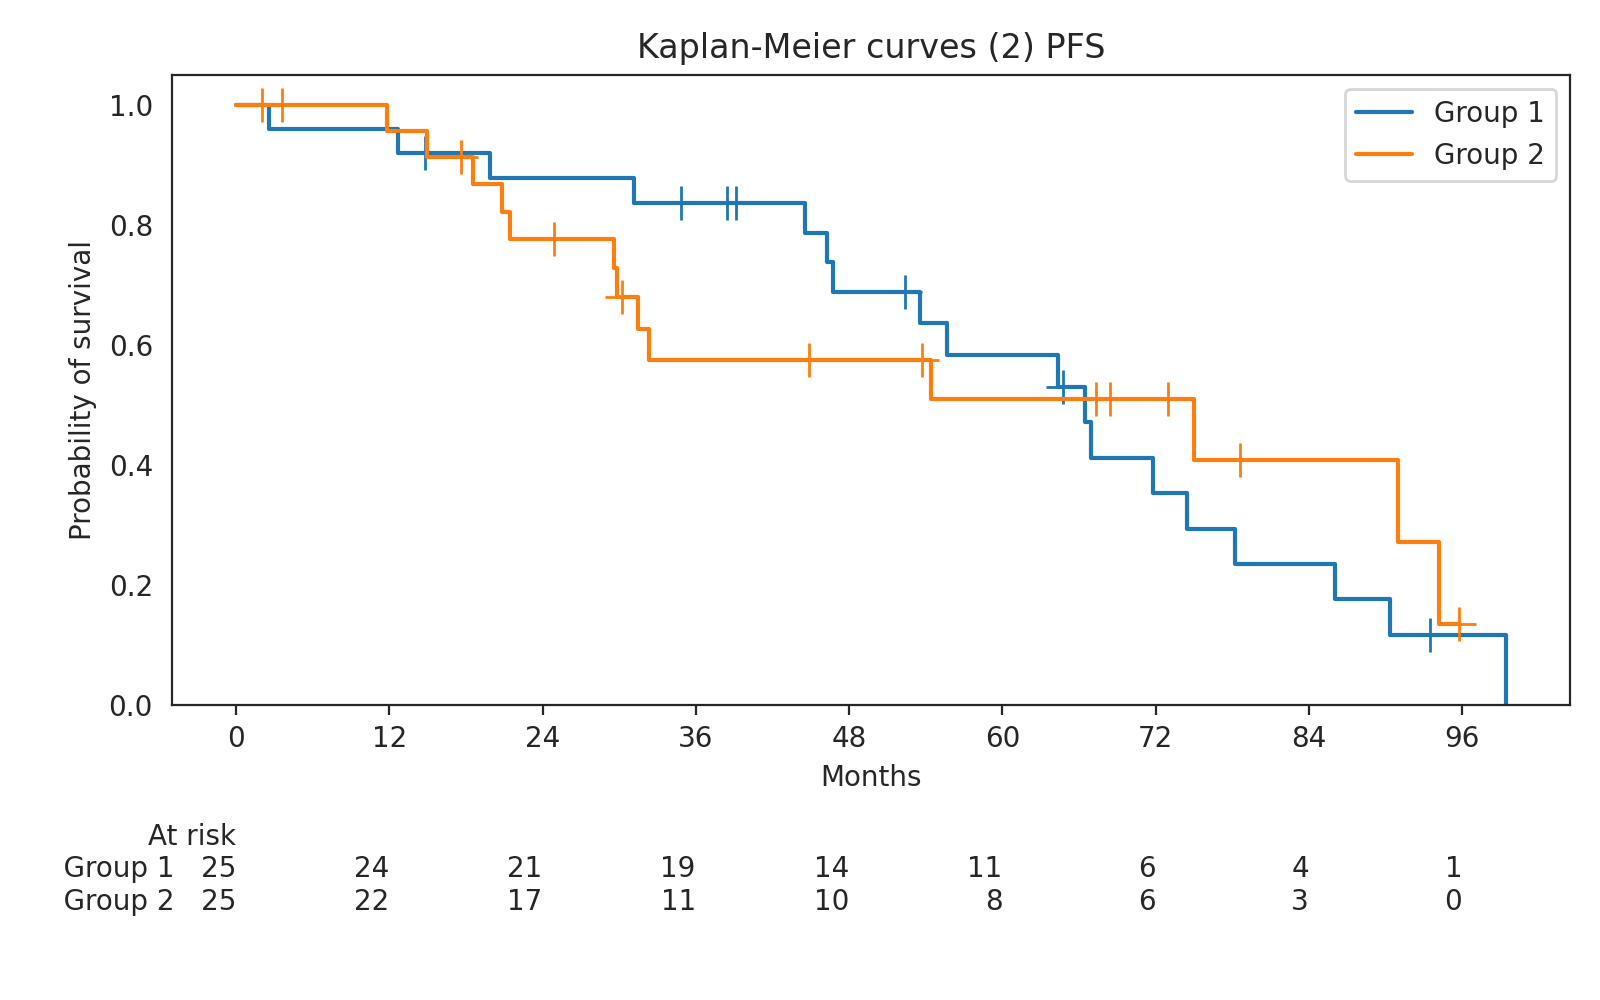 Kaplan-Meier curves (2) PFS
Group 1
Group 2
Probability of survival
1.0
0.8
0.6
0.4
0.2
0.0
0 12 24 36 48 60 72 84 96
Months
At risk
Group 1 25 24 21 19 14 11 6 4 1
Group 2 25 22 17 11 10 8 6 3 0